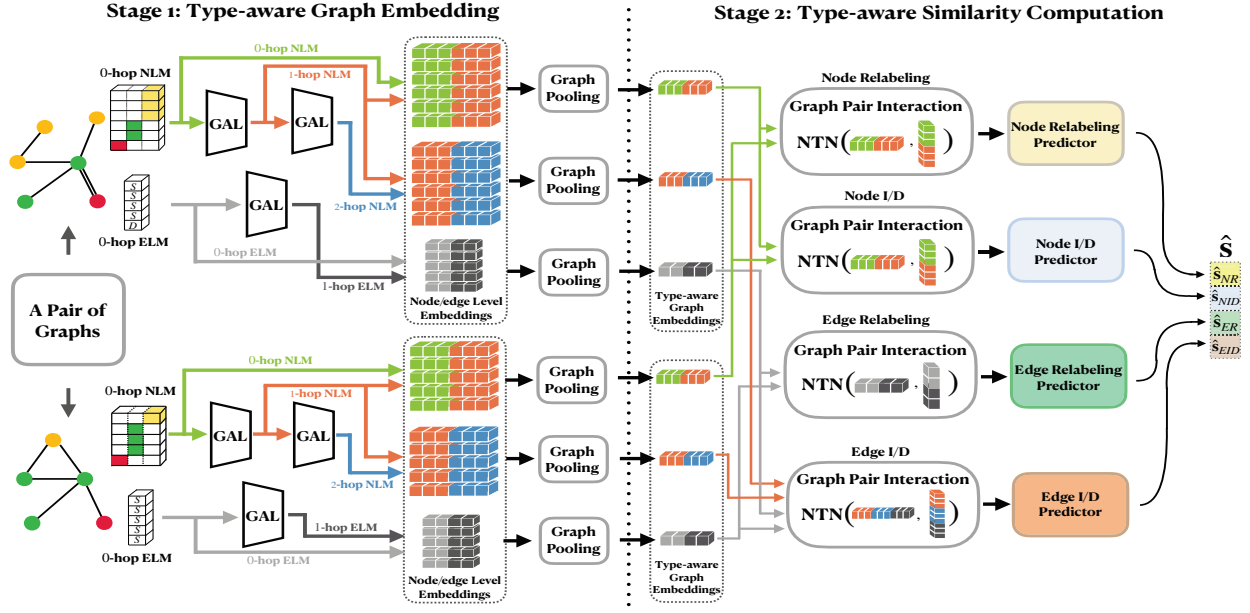 Stage 1: Type-aware Graph Embedding
0-hop NLM
0-hop NLM
1-hop NLM
GAL
GAL
2-hop NLM
S
S
S
D
0-hop ELM
GAL
0-hop ELM
1-hop ELM
Node/edge Level
Embeddings
Graph
Pooling
Graph
Pooling
Graph
Pooling
A Pair of
Graphs
0-hop NLM
0-hop NLM
1-hop NLM
GAL
GAL
2-hop NLM
S
S
S
S
S
0-hop ELM
GAL
1-hop ELM
0-hop ELM
Node/edge Level
Embeddings
Graph
Pooling
Graph
Pooling
Graph
Pooling
Stage 2: Type-aware Similarity Computation
Type-aware
Graph
Embeddings
Type-aware
Graph
Embeddings
Node Relabeling
Graph Pair Interaction
NTN( , )
Node Relabeling
Predictor
Node I/D
Graph Pair Interaction
NTN( , )
Node I/D
Predictor
Edge Relabeling
Graph Pair Interaction
NTN( , )
Edge Relabeling
Predictor
Edge I/D
Graph Pair Interaction
NTN( , )
Edge I/D
Predictor
Ŝ
ŝNR
ŝNID
ŝER
ŝEID